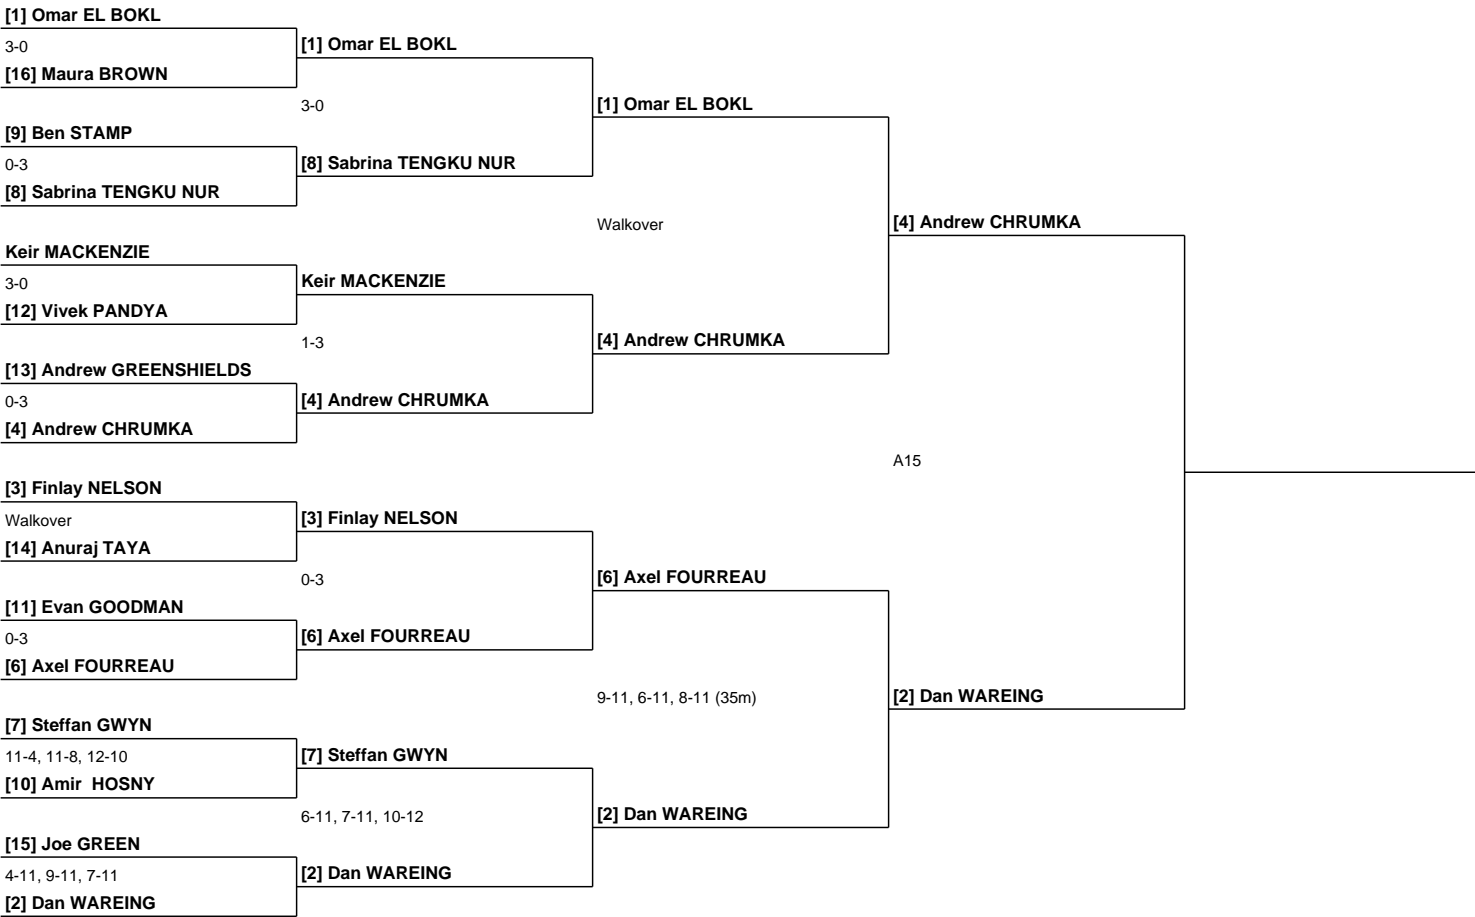 [1] Omar EL BOKL
3-0
[16] Maura BROWN
[9] Ben STAMP
0-3
[8] Sabrina TENGKU NUR
Keir MACKENZIE
3-0
[12] Vivek PANDYA
[13] Andrew GREENSHIELDS
0-3
[4] Andrew CHRUMKA
[3] Finlay NELSON
Walkover
[14] Anuraj TAYA
[11] Evan GOODMAN
0-3
[6] Axel FOURREAU
[7] Steffan GWYN
11-4, 11-8, 12-10
[10] Amir  HOSNY
[15] Joe GREEN
4-11, 9-11, 7-11
[2] Dan WAREING
[1] Omar EL BOKL
3-0
[8] Sabrina TENGKU NUR
Keir MACKENZIE
1-3
[4] Andrew CHRUMKA
[3] Finlay NELSON
0-3
[6] Axel FOURREAU
[7] Steffan GWYN
6-11, 7-11, 10-12
[2] Dan WAREING
[1] Omar EL BOKL
Walkover
[4] Andrew CHRUMKA
[6] Axel FOURREAU
9-11, 6-11, 8-11 (35m)
[2] Dan WAREING
[4] Andrew CHRUMKA
A15
[2] Dan WAREING